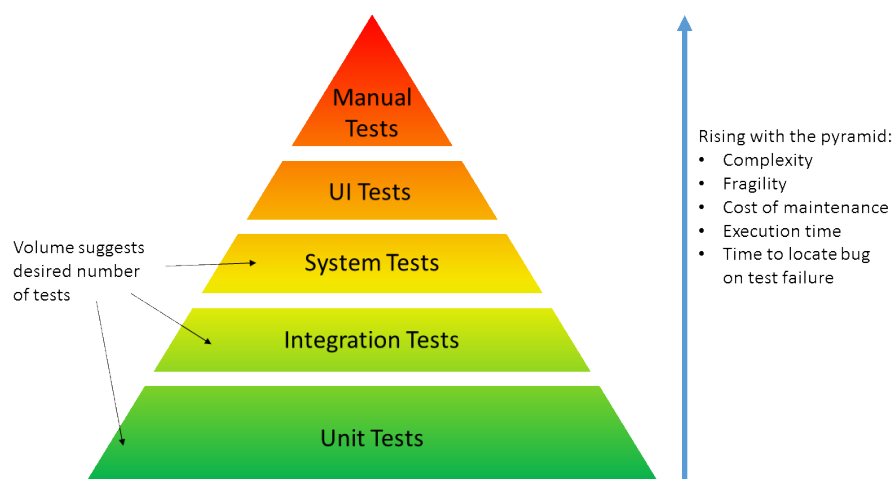 Manual
Tests
UI Tests
System Tests
Integration Tests
Unit Tests
Volume suggests
desired number
of tests
Rising with the pyramid:
• Complexity
• Fragility
• Cost of maintenance
• Execution time
• Time to locate bug
on test failure